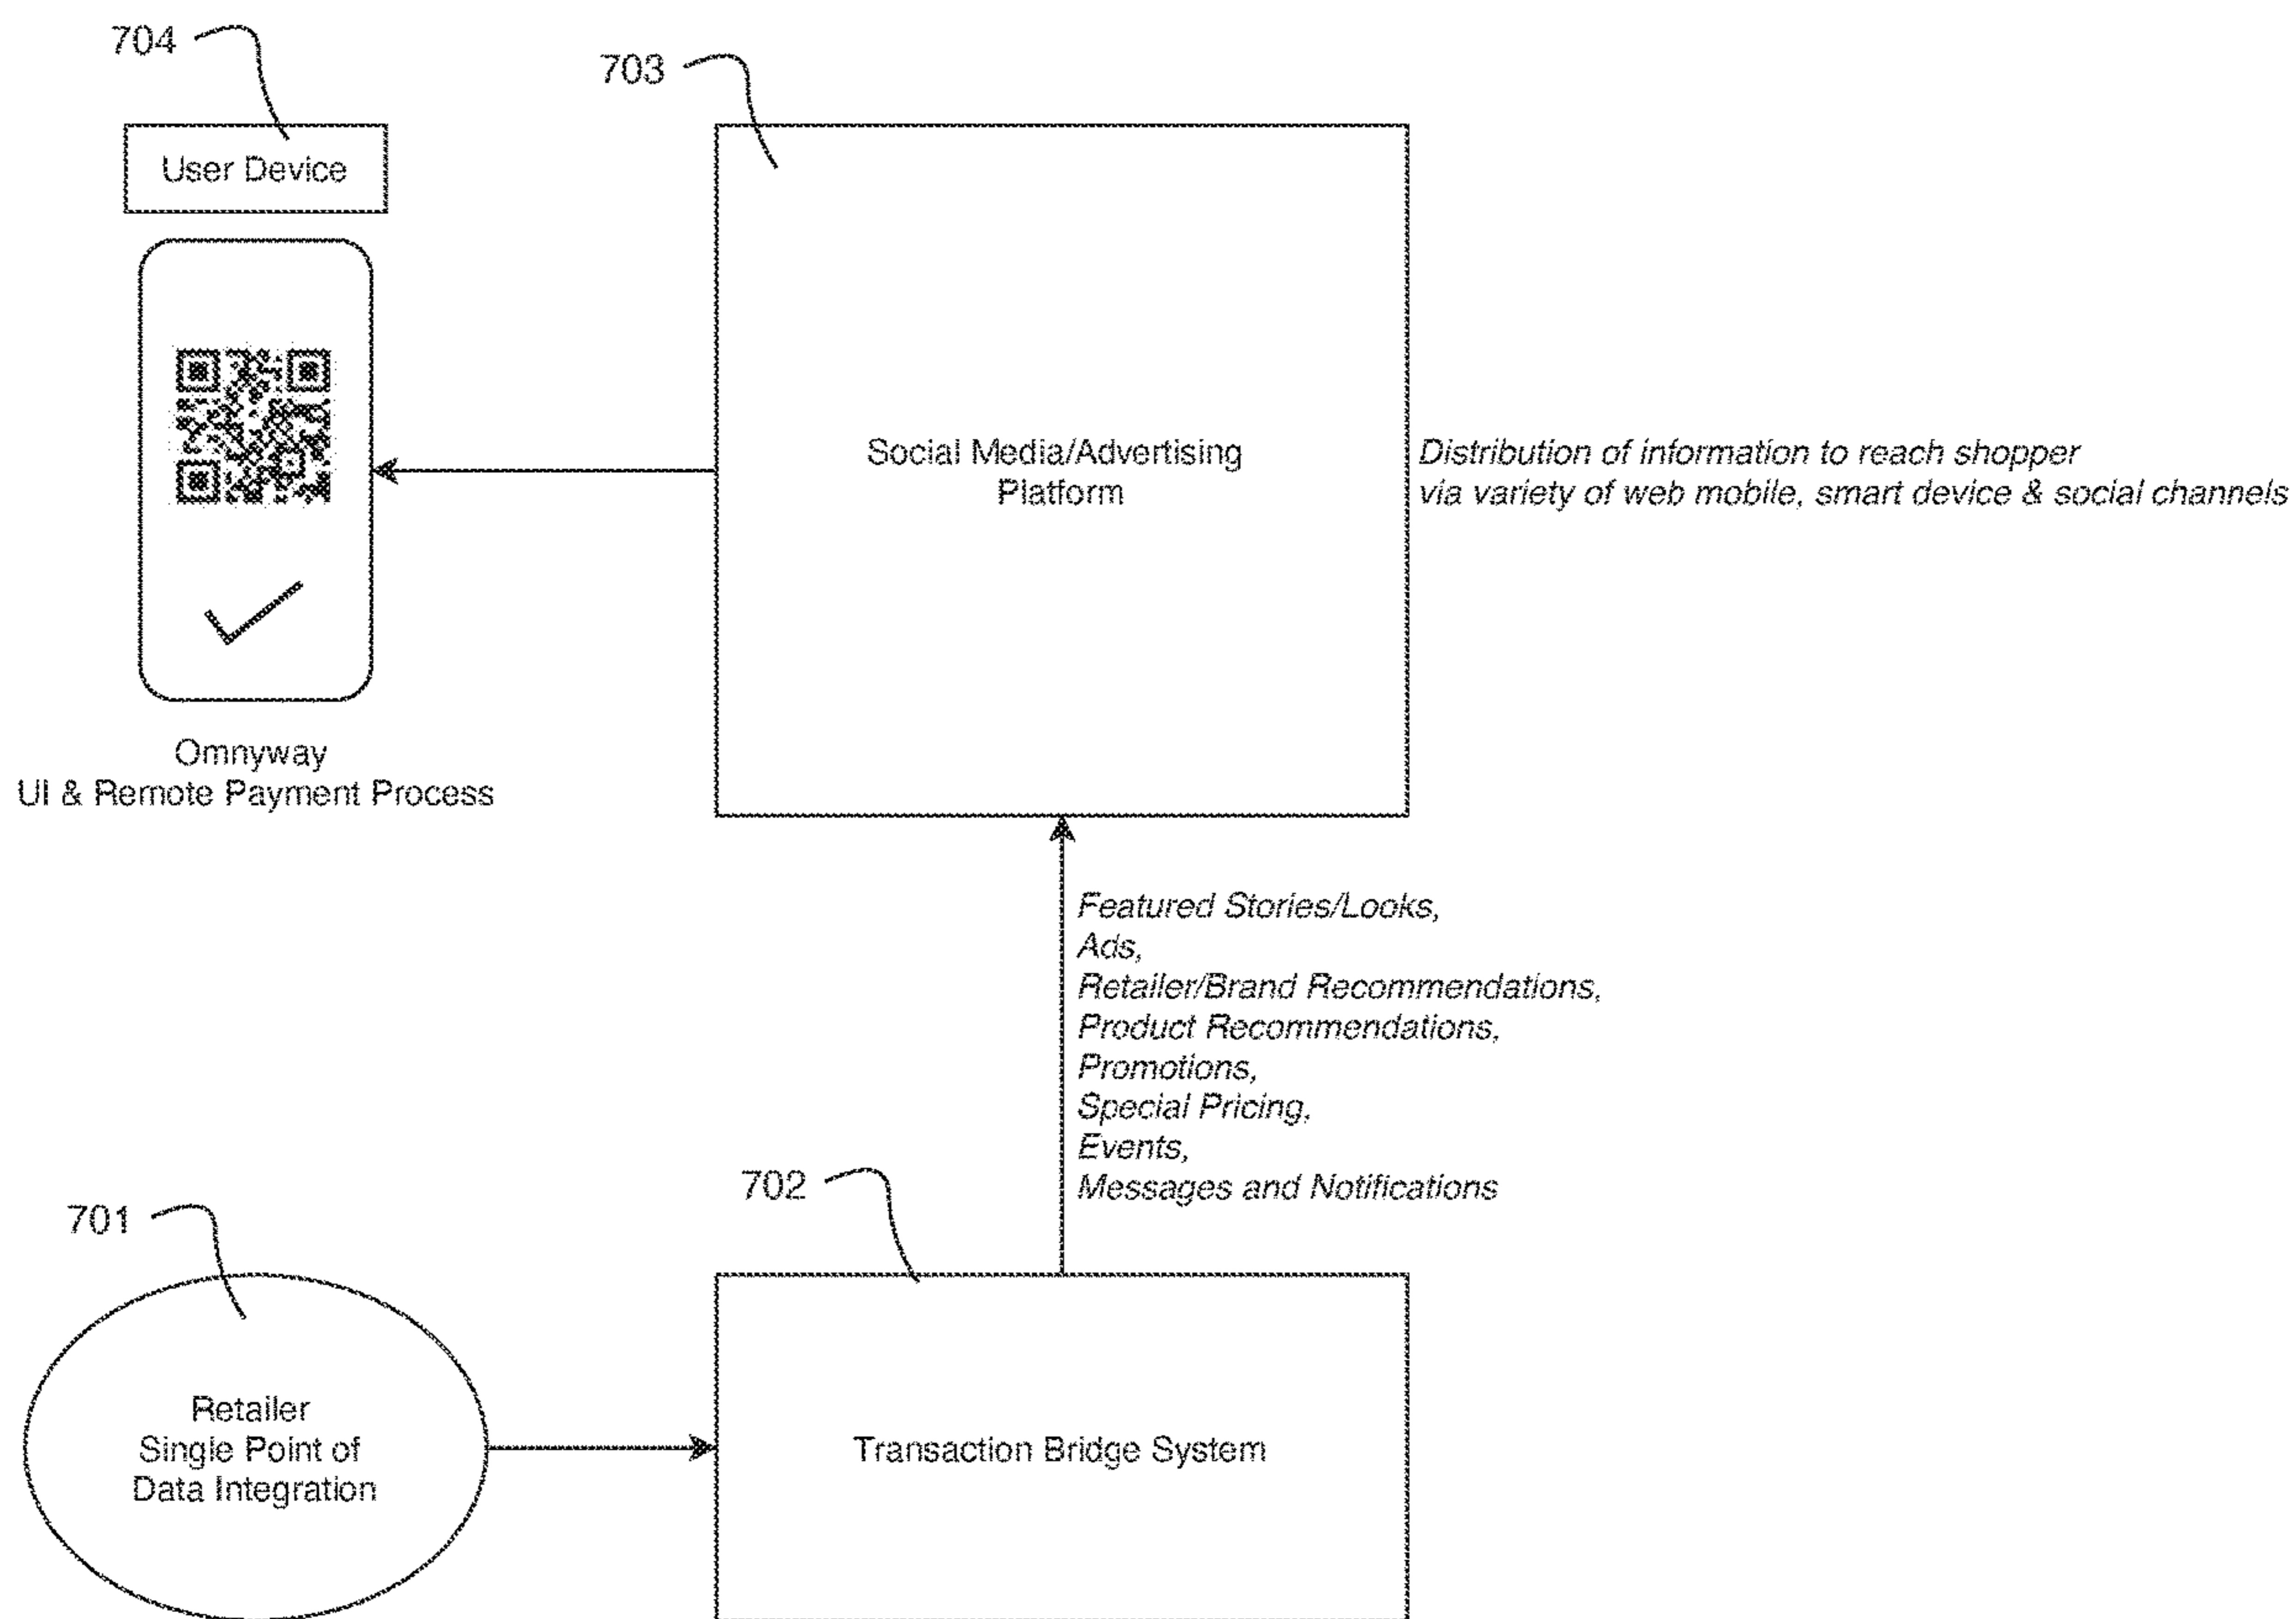 704
703
User Device
Social Media/Advertising
Platform
Distribution of information to reach shopper
via variety of web mobile, smart device & social channels
Omnyway
UI & Remote Payment Process
Featured Stories/Looks,
Ads,
Retailer/Brand Recommendations,
Product Recommendations,
Promotions,
Special Pricing,
Events,
Messages and Notifications
702
701
Retailer
Single Point of
Data Integration
Transaction Bridge System